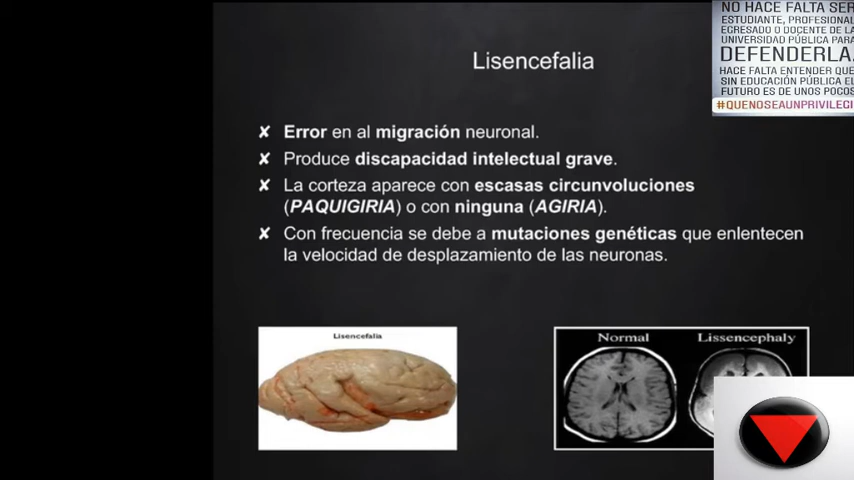 NO HACE FALTA SER
ESTUDIANTE, PROFESIONAL
EGRESADO O DOCENTE DE LA
UNIVERSIDAD PÚBLICA PARA
DEFENDERLA.
HACE FALTA ENTENDER QUE
SIN EDUCACIÓN PÚBLICA EL
FUTURO ES DE UNOS POCOS
#QUENOSEAUNPRIVILEGI
Lisencefalia
✘ Error en al migración neuronal.
✘ Produce discapacidad intelectual grave.
✘ La corteza aparece con escasas circunvoluciones
(PAQUIGIRIA) o con ninguna (AGIRIA).
✘ Con frecuencia se debe a mutaciones genéticas que enlentecen
la velocidad de desplazamiento de las neuronas.
Lisencefalia
Normal Lissencephaly